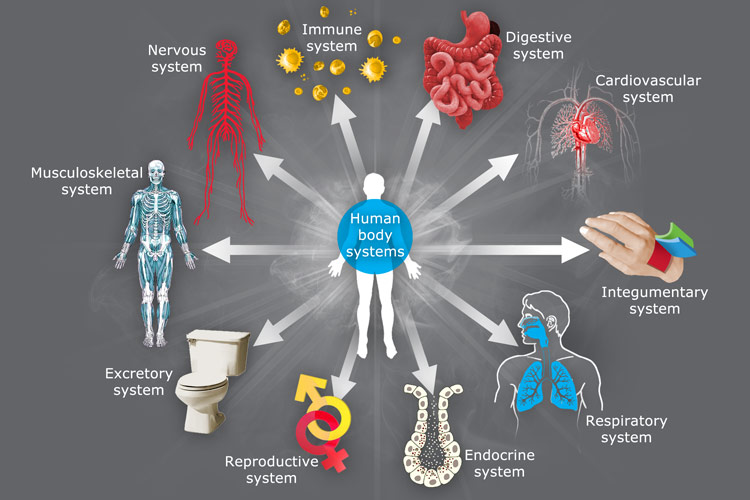 Immune
system
Digestive
system
Nervous
system
Cardiovascular
system
Musculoskeletal
system
Human
body
systems
Integumentary
system
Excretory
system
Respiratory
system
Reproductive
system
Endocrine
system